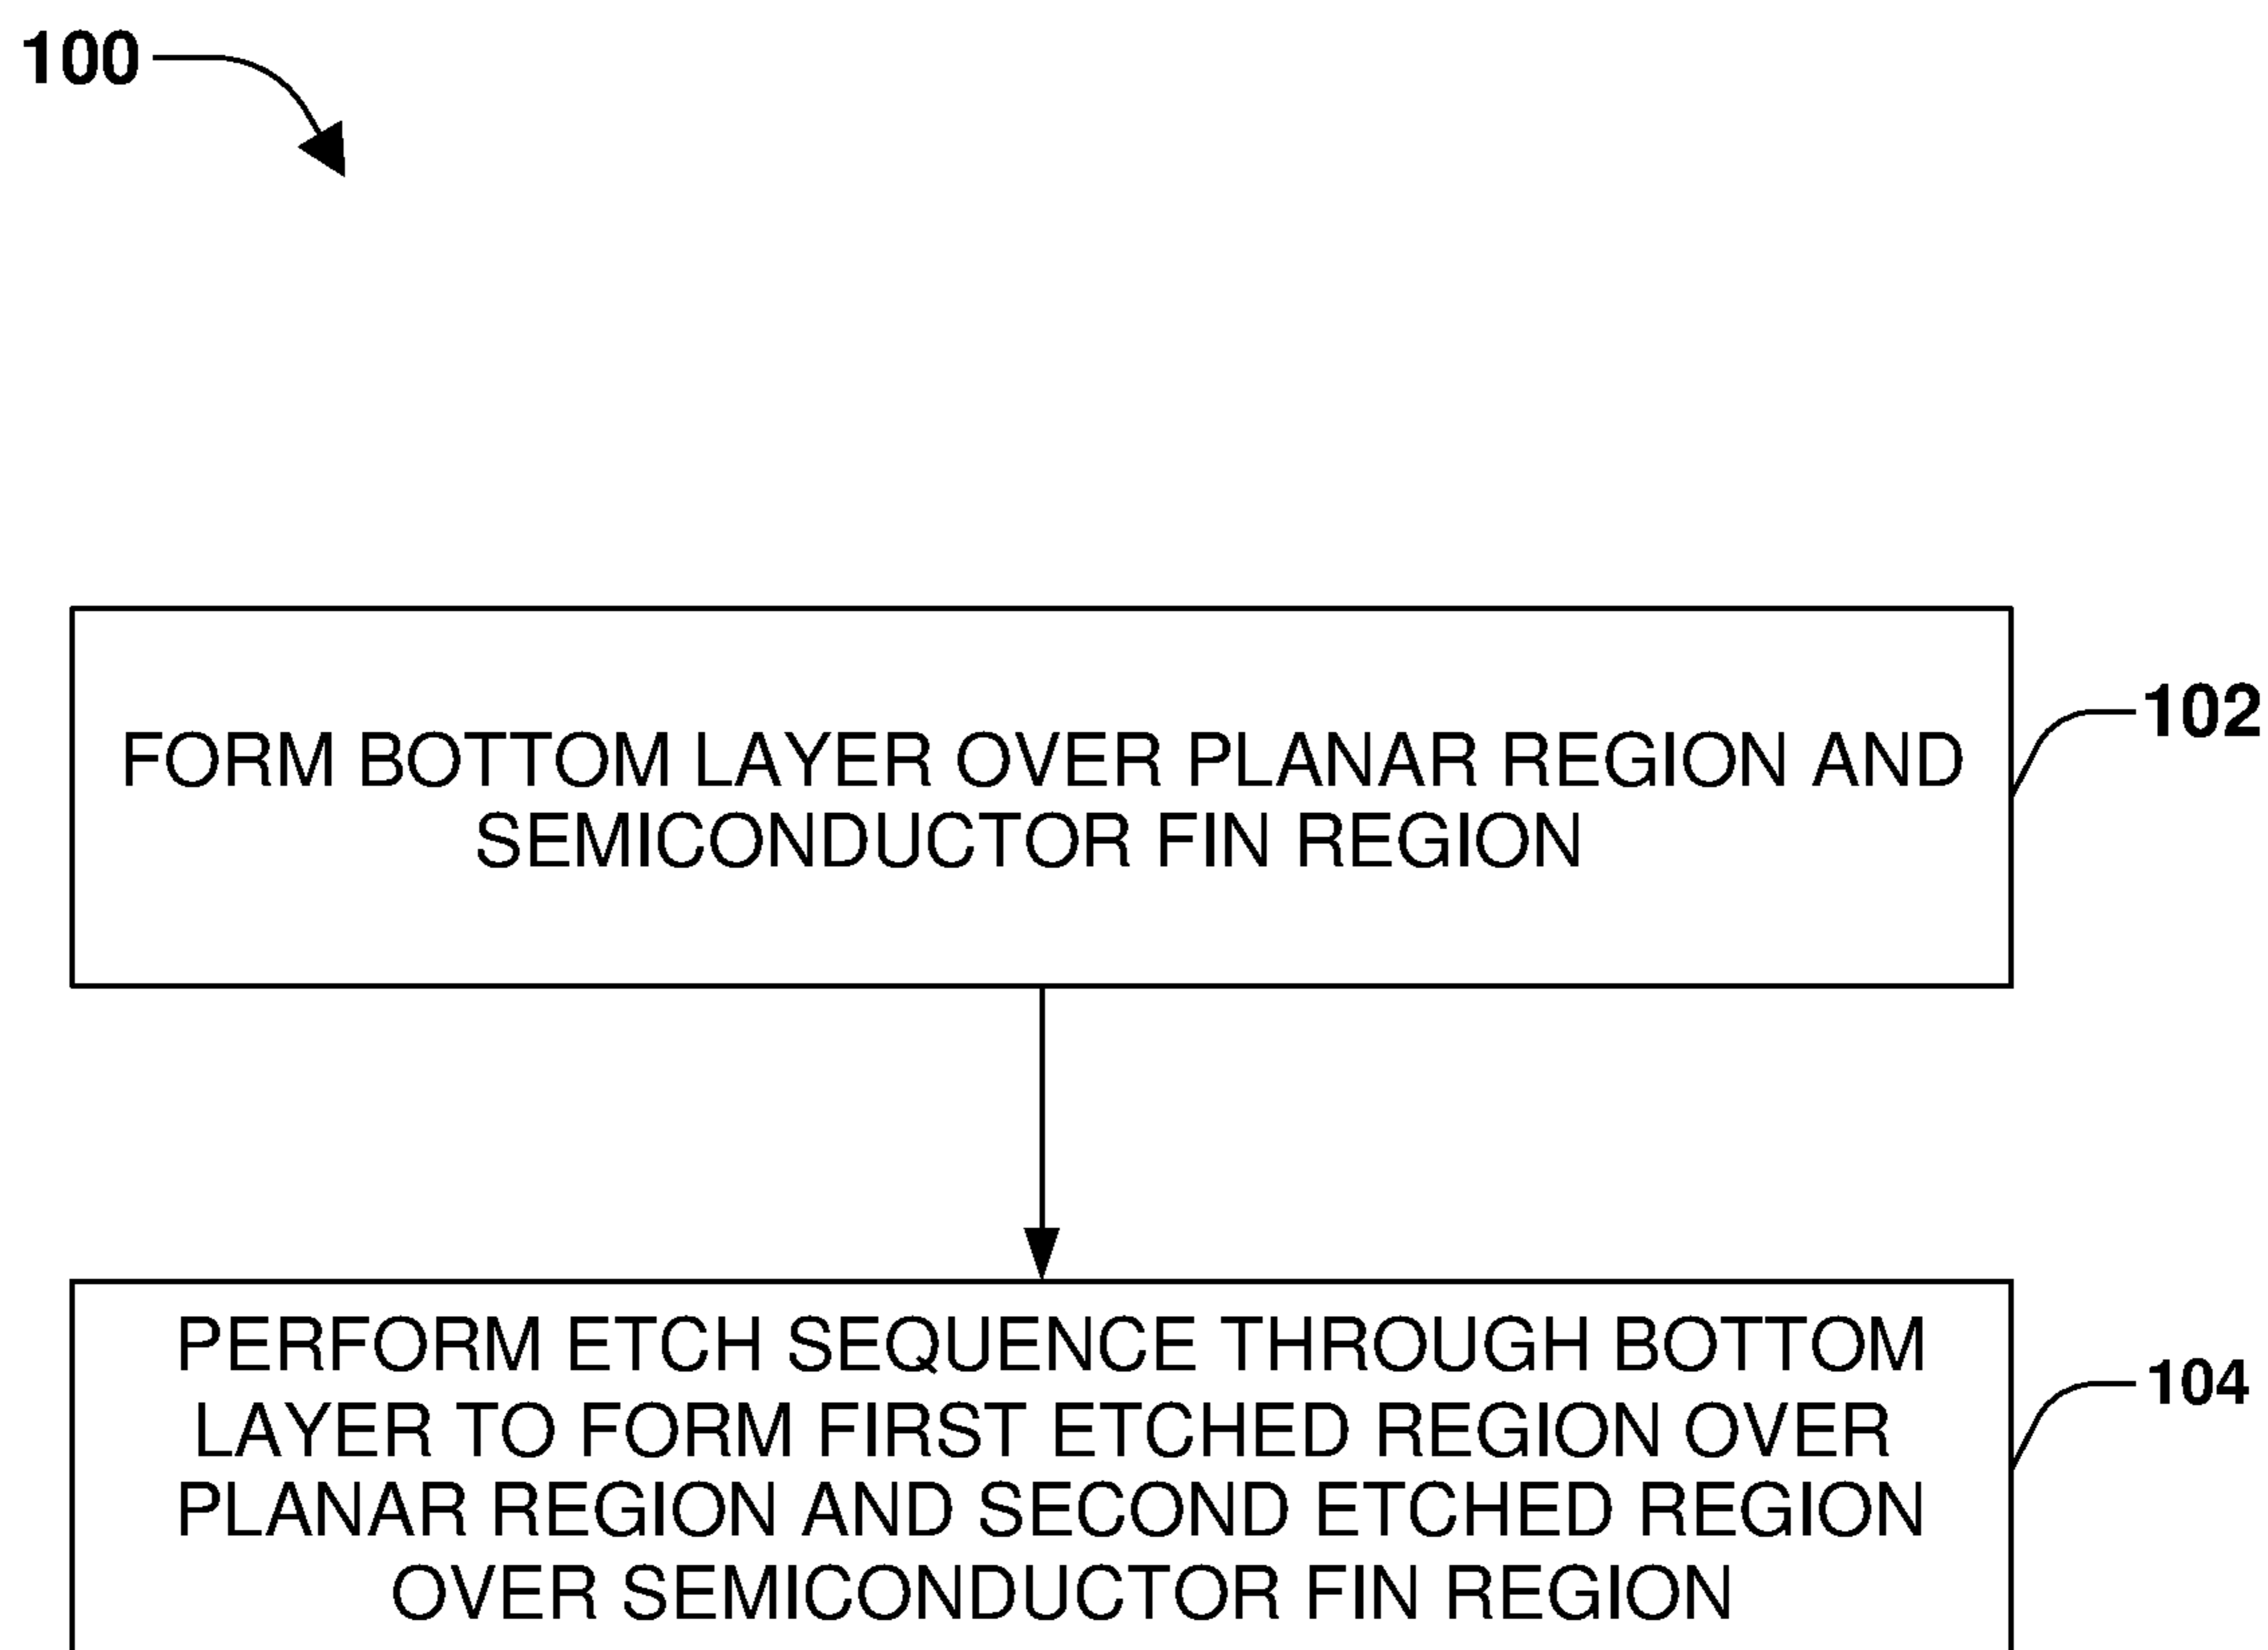 100
FORM BOTTOM LAYER OVER PLANAR REGION AND
SEMICONDUCTOR FIN REGION
102
PERFORM ETCH SEQUENCE THROUGH BOTTOM
LAYER TO FORM FIRST ETCHED REGION OVER
PLANAR REGION AND SECOND ETCHED REGION
OVER SEMICONDUCTOR FIN REGION
104